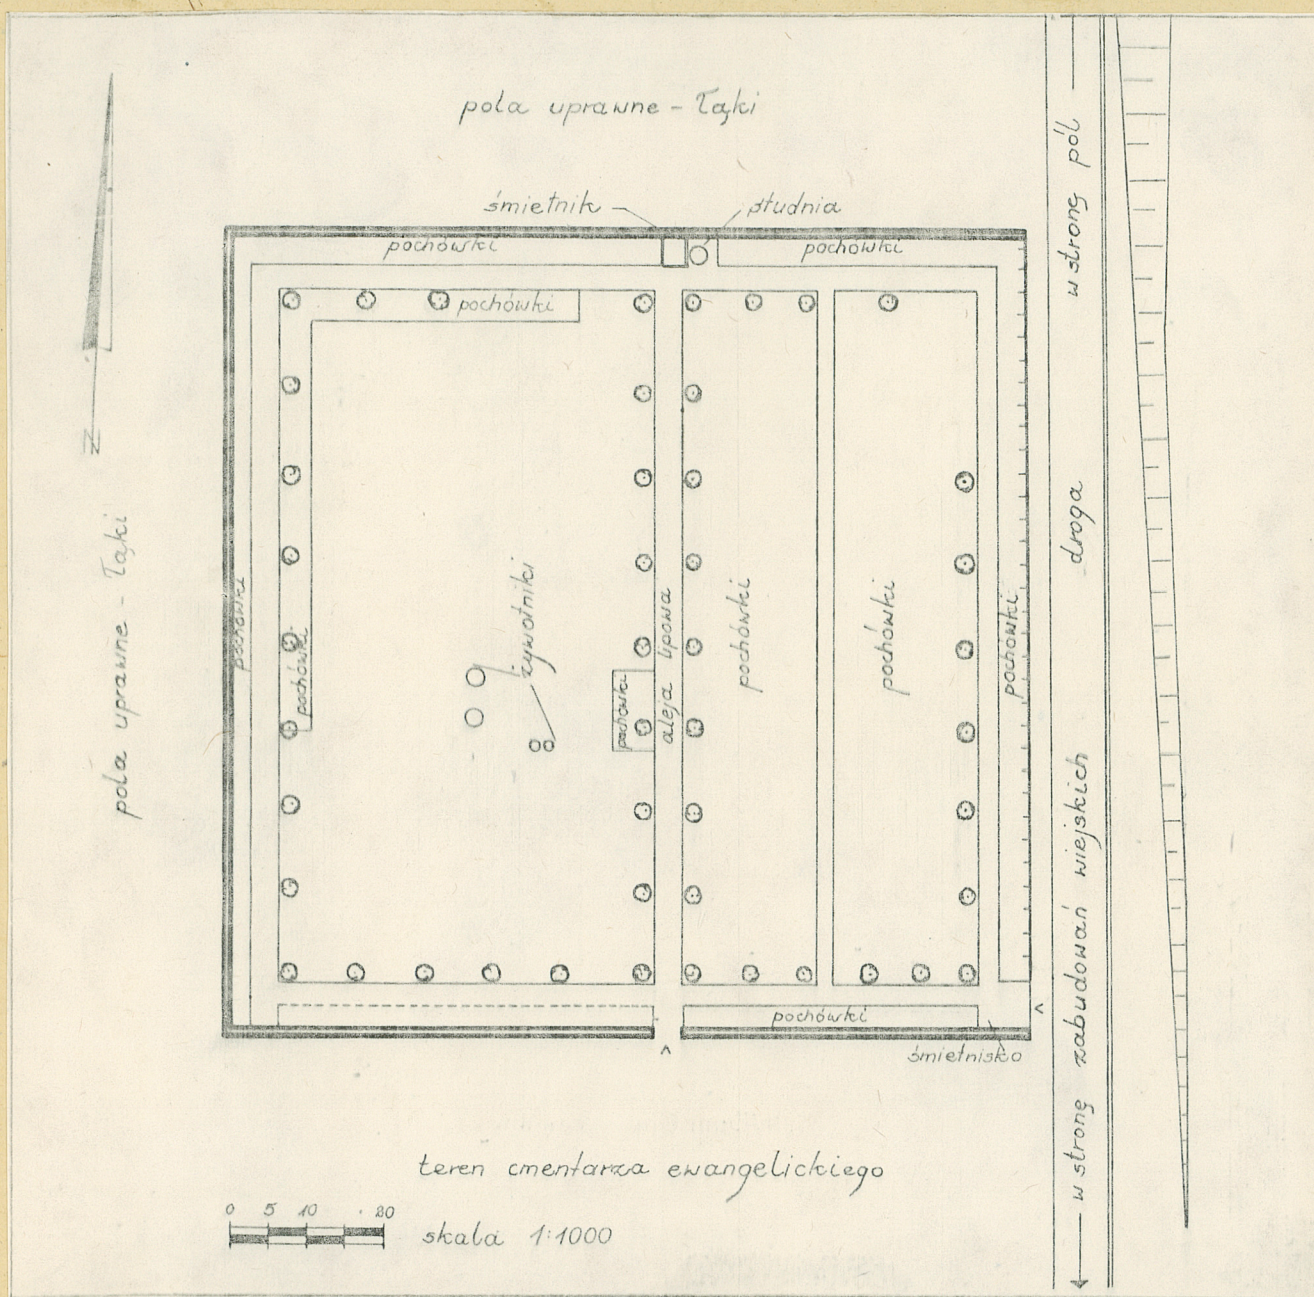 pola uprawne - łąki
śmietnik
studnia
pochówki
pochówki
pochówki
N
pola uprawne - łąki
pochówki
pochówki
żywotniki
pochówki
aleja lipowa
pochówki
pochówki
pochówki
w stronę pól
droga
w stronę zabudowań wiejskich
pochówki
śmietnisko
teren cmentarza ewangelickiego
0 5 10 20
skala 1:1000